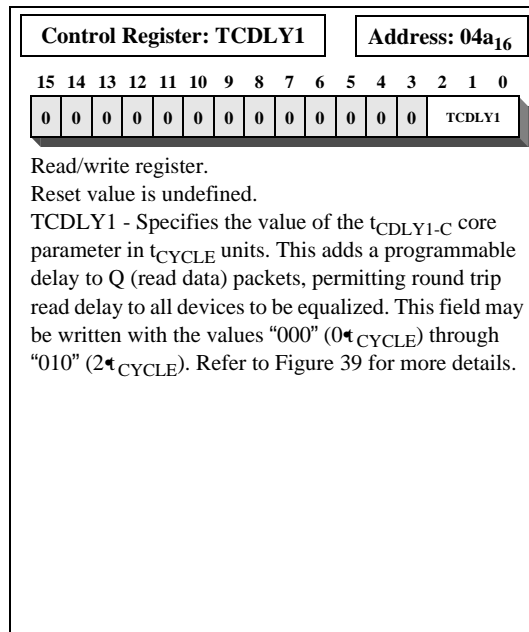 Control Register: TCDLY1 Address: 04a₁₆
15 14 13 12 11 10 9 8 7 6 5 4 3 2 1 0
0 0 0 0 0 0 0 0 0 0 0 0 0 TCDLY1
Read/write register.
Reset value is undefined.
TCDLY1 - Specifies the value of the t_CDLY1-C core
parameter in t_CYCLE units. This adds a programmable
delay to Q (read data) packets, permitting round trip
read delay to all devices to be equalized. This field may
be written with the values “000” (0•t_CYCLE) through
“010” (2•t_CYCLE). Refer to Figure 39 for more details.